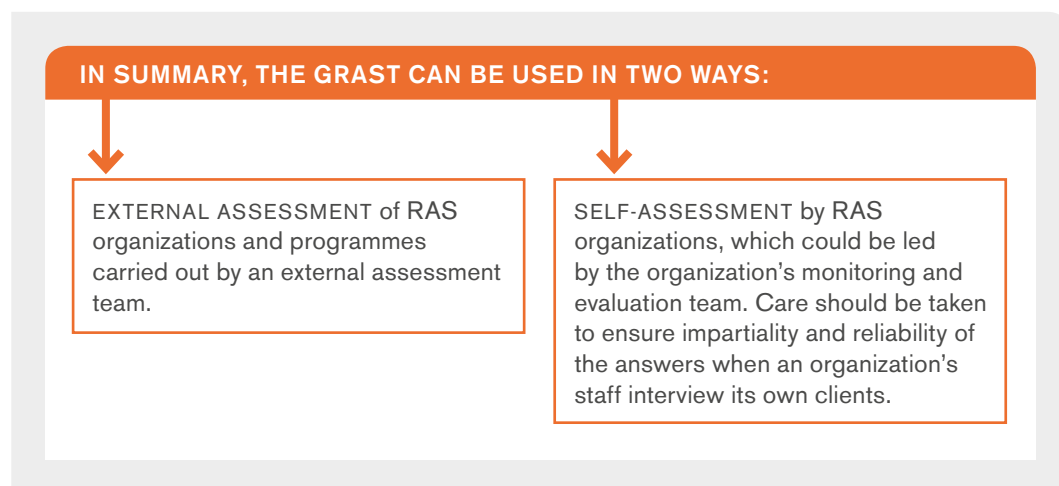 IN SUMMARY, THE GRAST CAN BE USED IN TWO WAYS:
EXTERNAL ASSESSMENT of RAS
organizations and programmes
carried out by an external assessment
team.
SELF-ASSESSMENT by RAS
organizations, which could be led
by the organization’s monitoring and
evaluation team. Care should be taken
to ensure impartiality and reliability of
the answers when an organization’s
staff interview its own clients.